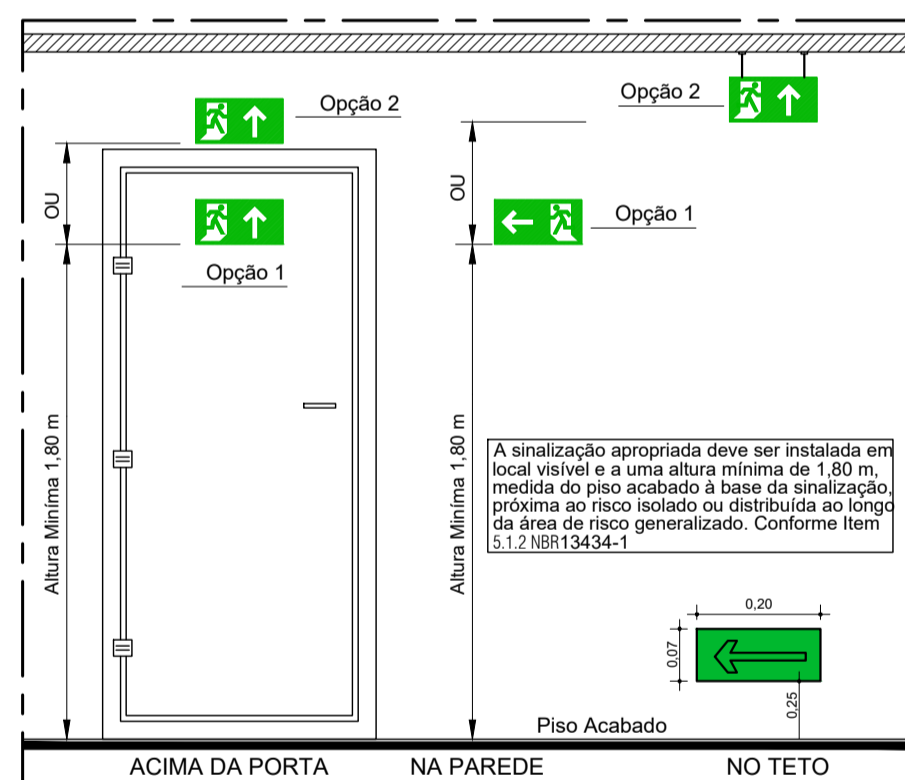 Opção 2
Opção 2
OU
OU
Opção 1
Opção 1
Altura Miníma 1,80 m
Altura Miníma 1,80 m
A sinalização apropriada deve ser instalada em
local visível e a uma altura mínima de 1,80 m,
medida do piso acabado à base da sinalização,
próxima ao risco isolado ou distribuída ao longo
da área de risco generalizado. Conforme Item
5.1.2 NBR13434-1
0,20
0,07
0,25
Piso Acabado
ACIMA DA PORTA
NA PAREDE
NO TETO